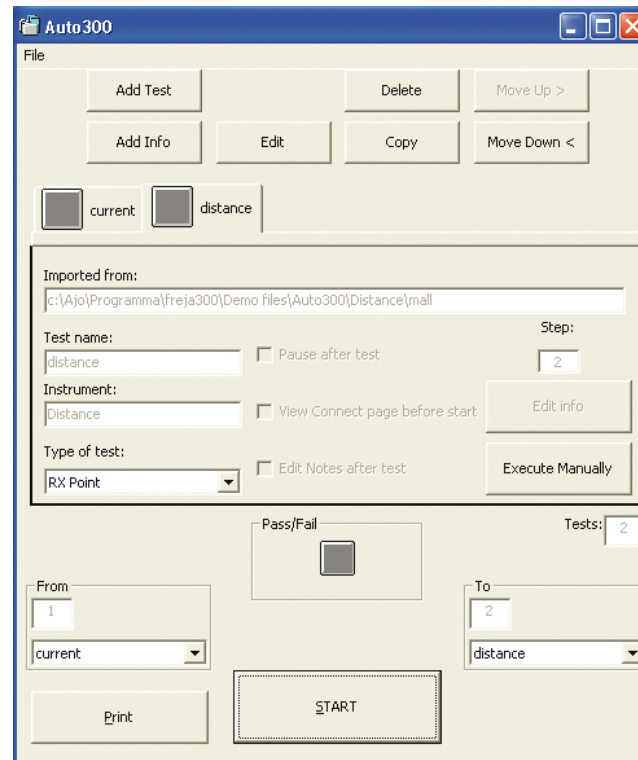 Auto300
File
Add Test
Delete
Move Up >
Add Info
Edit
Copy
Move Down <
current
distance
Imported from:
c:\Ajo\Programma\freja300\Demo files\Auto300\Distance\mall
Test name:
Step:
distance
Pause after test
2
Instrument:
Distance
View Connect page before start
Edit info
Type of test:
RX Point
Edit Notes after test
Execute Manually
Pass/Fail
Tests: 2
From
To
1
2
current
distance
Print
START